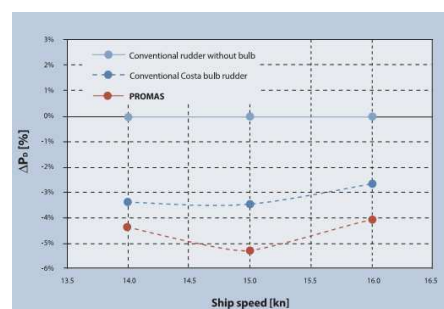 3%
Conventional rudder without bulb
2%
Conventional Costa bulb rudder
1%
PROMAS
0%
-1%
-2%
-3%
-4%
-5%
-6%
ΔPD [%]
13.5 14.0 14.5 15.0 15.5 16.0 16.5
Ship speed [kn]